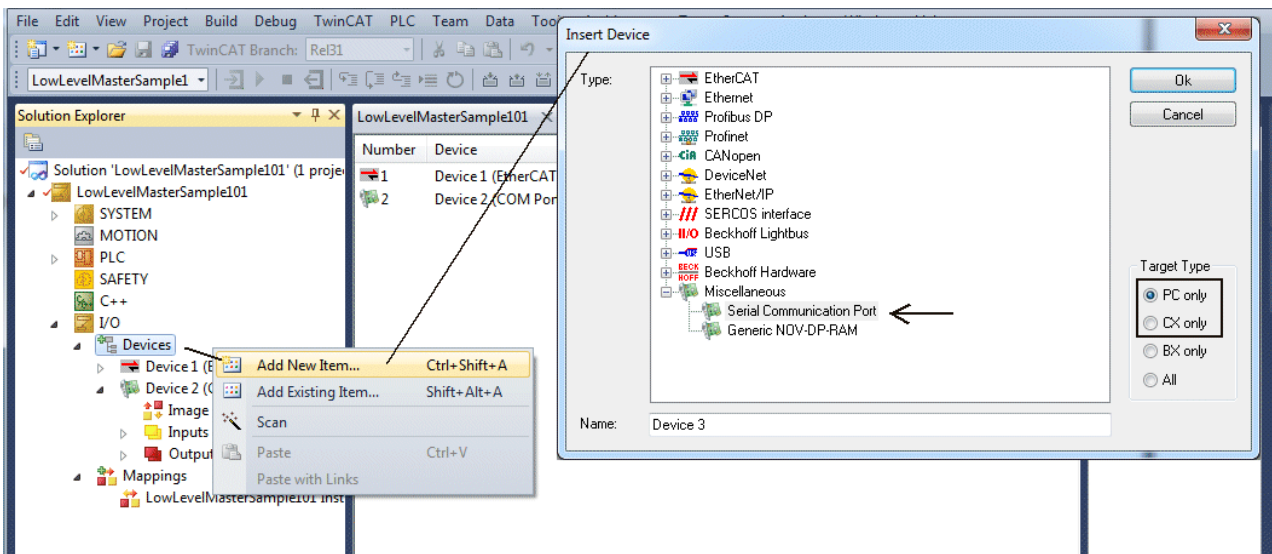 File Edit View Project Build Debug TwinCAT PLC Team Data
TwinCAT Branch: Rel31
LowLevelMasterSample1
Solution Explorer
Solution 'LowLevelMasterSample101' (1 proje
LowLevelMasterSample101
SYSTEM
MOTION
PLC
SAFETY
C++
I/O
Devices
Device 1 (E
Device 2 (C
Image
Inputs
Output
Mappings
LowLevelMasterSample101 Inst
LowLevelMasterSample101
Number Device
1 Device 1 (EtherCAT
2 Device 2 (COM Por
Add New Item... Ctrl+Shift+A
Add Existing Item... Shift+Alt+A
Scan
Paste Ctrl+V
Paste with Links
Insert Device
Type:
EtherCAT
Ethernet
Profibus DP
Profinet
CANopen
DeviceNet
EtherNet/IP
SERCOS interface
Beckhoff Lightbus
USB
Beckhoff Hardware
Miscellaneous
Serial Communication Port
Generic NOV-DP-RAM
Ok
Cancel
Target Type
PC only
CX only
BX only
All
Name: Device 3